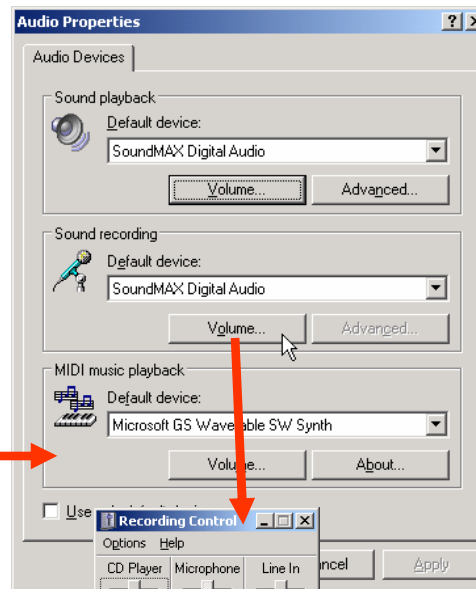 Audio Properties
Audio Devices
Sound playback
Default device:
SoundMAX Digital Audio
Volume... Advanced...
Sound recording
Default device:
SoundMAX Digital Audio
Volume... Advanced...
MIDI music playback
Default device:
Microsoft GS Wavetable SW Synth
Volume... About...
Use
Recording Control
Options Help
Apply
CD Player Microphone Line In